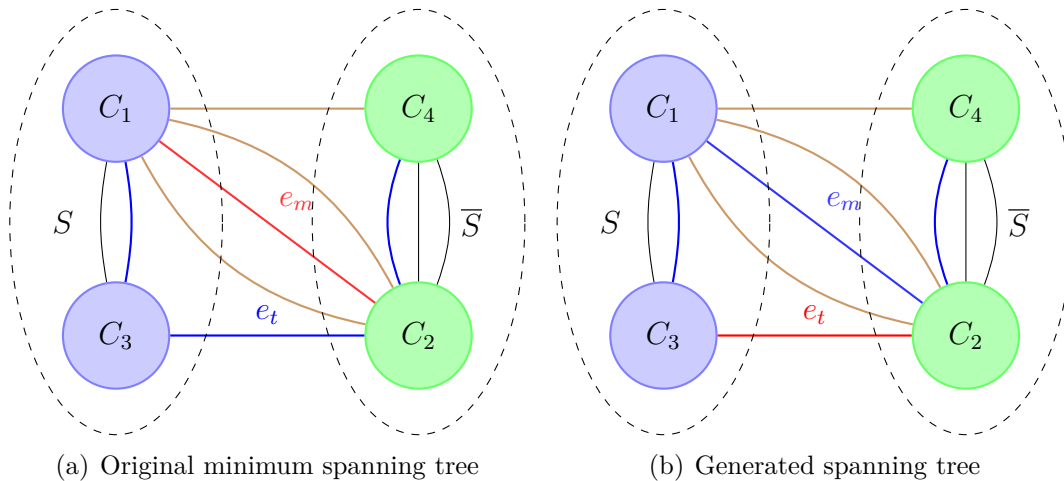 C₁ C₄ C₁ C₄
e_m e_m
S S̅ S S̅
e_t e_t
C₃ C₂ C₃ C₂
(a) Original minimum spanning tree (b) Generated spanning tree